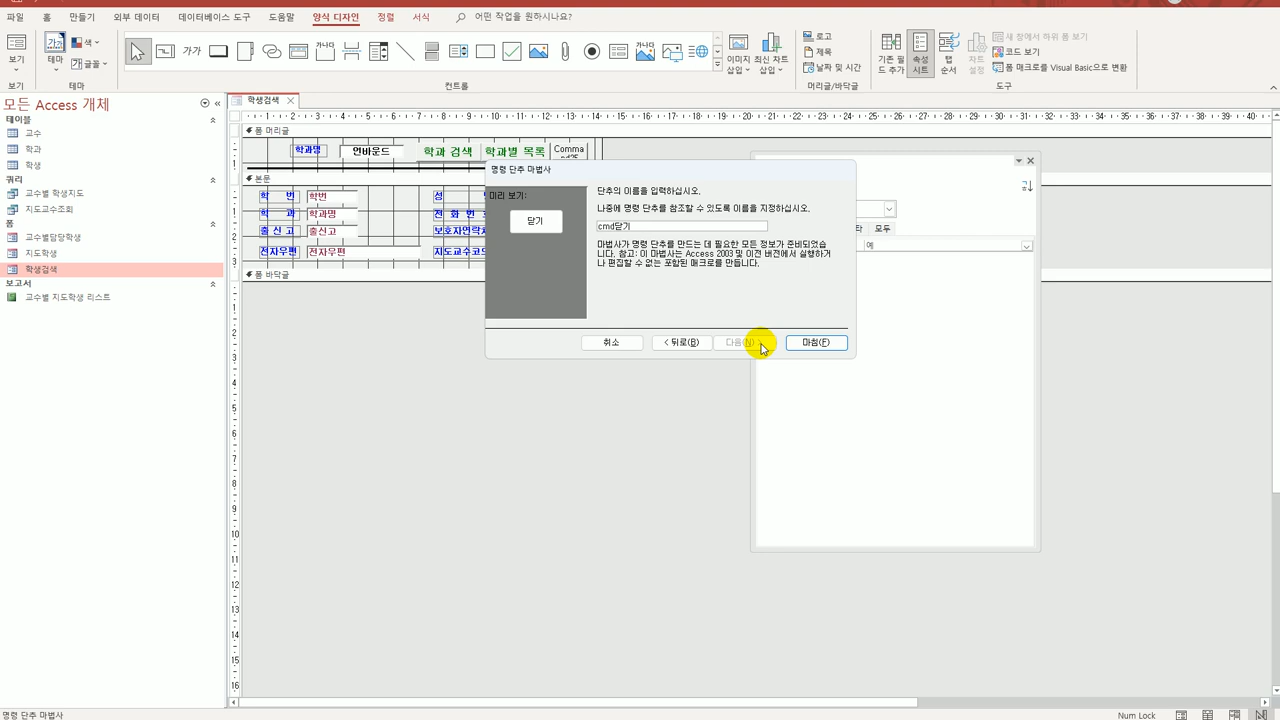 파일 홈 만들기 외부 데이터 데이터베이스 도구 도움말 양식 디자인 정렬 서식 어떤 작업을 원하시나요?
보기 테마 색 글꼴 가나다 이미지 삽입 최신 차트 삽입 로고 제목 날짜 및 시간 기존 필드 추가 속성 시트 탭 순서 차트 설정 새 창에서 하위 폼 보기 코드 보기 폼 매크로를 Visual Basic으로 변환
보기 테마 컨트롤 머리글/바닥글 도구
모든 Access 개체
테이블
교수
학과
학생
쿼리
교수별 학생지도
지도교수조회
폼
교수별담당학생
지도학생
학생검색
보고서
교수별 지도학생 리스트
학생검색
폼 머리글
학과명 언바운드 학과 검색 학과별 목록 Comma
본문
학 번 학번 성
학 과 학과명 전 화 번
출 신 고 출신고 보호자연락
전자우편 전자우편 지도교수코
폼 바닥글
명령 단추 마법사
미리 보기:
닫기
단추의 이름을 입력하십시오.
나중에 명령 단추를 참조할 수 있도록 이름을 지정하십시오.
cmd닫기
마법사가 명령 단추를 만드는 데 필요한 모든 정보가 준비되었습
니다. 참고: 이 마법사는 Access 2003 및 이전 버전에서 실행하거
나 편집할 수 없는 포함된 매크로를 만듭니다.
취소 < 뒤로(B) 다음(N) 마침(F)
모두
예
명령 단추 마법사
Num Lock